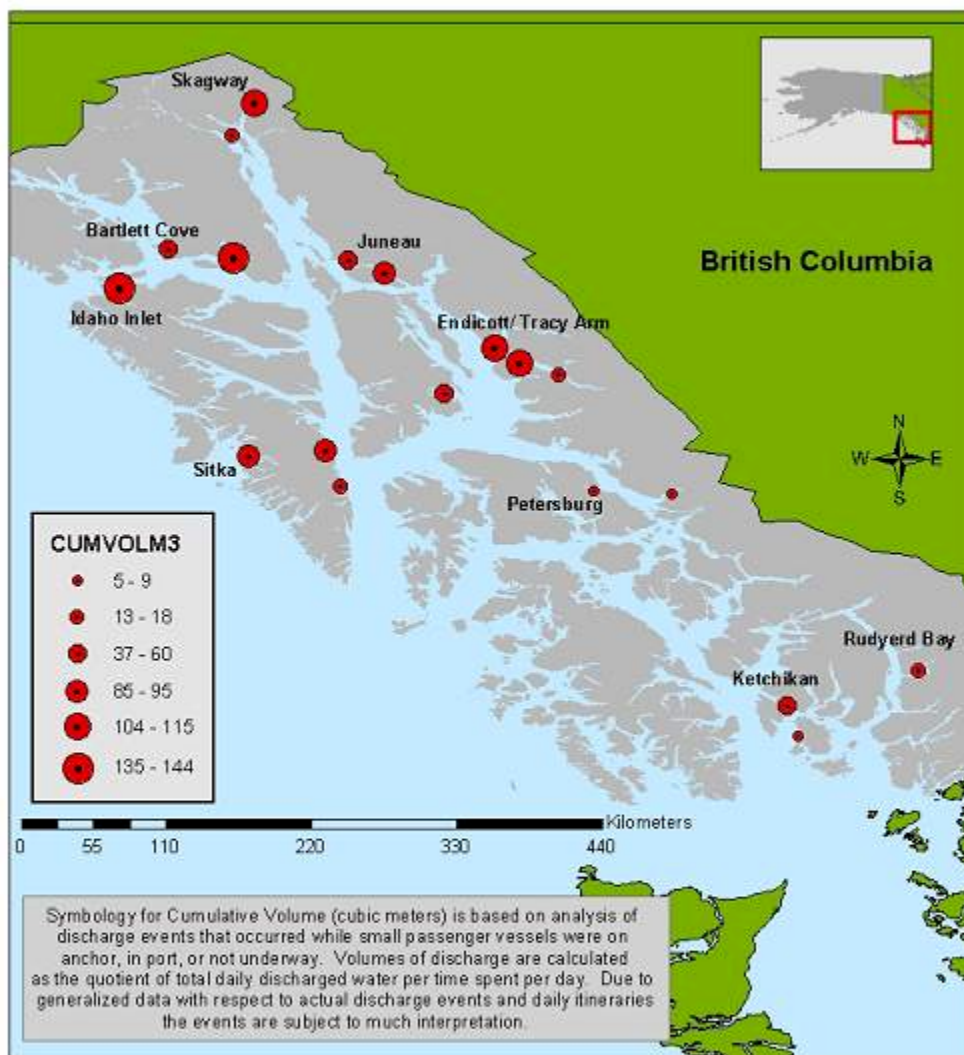 Skagway
Bartlett Cove
Juneau
British Columbia
Idaho Inlet
Endicott/Tracy Arm
N
W E
S
Sitka
Petersburg
CUMVOLM3
5 - 9
13 - 18
37 - 60
85 - 95
104 - 115
135 - 144
Rudyerd Bay
Ketchikan
Kilometers
0 55 110 220 330 440
Symbology for Cumulative Volume (cubic meters) is based on analysis of
discharge events that occurred while small passenger vessels were on
anchor, in port, or not underway. Volumes of discharge are calculated
as the quotient of total daily discharged water per time spent per day. Due to
generalized data with respect to actual discharge events and daily itineraries
the events are subject to much interpretation.